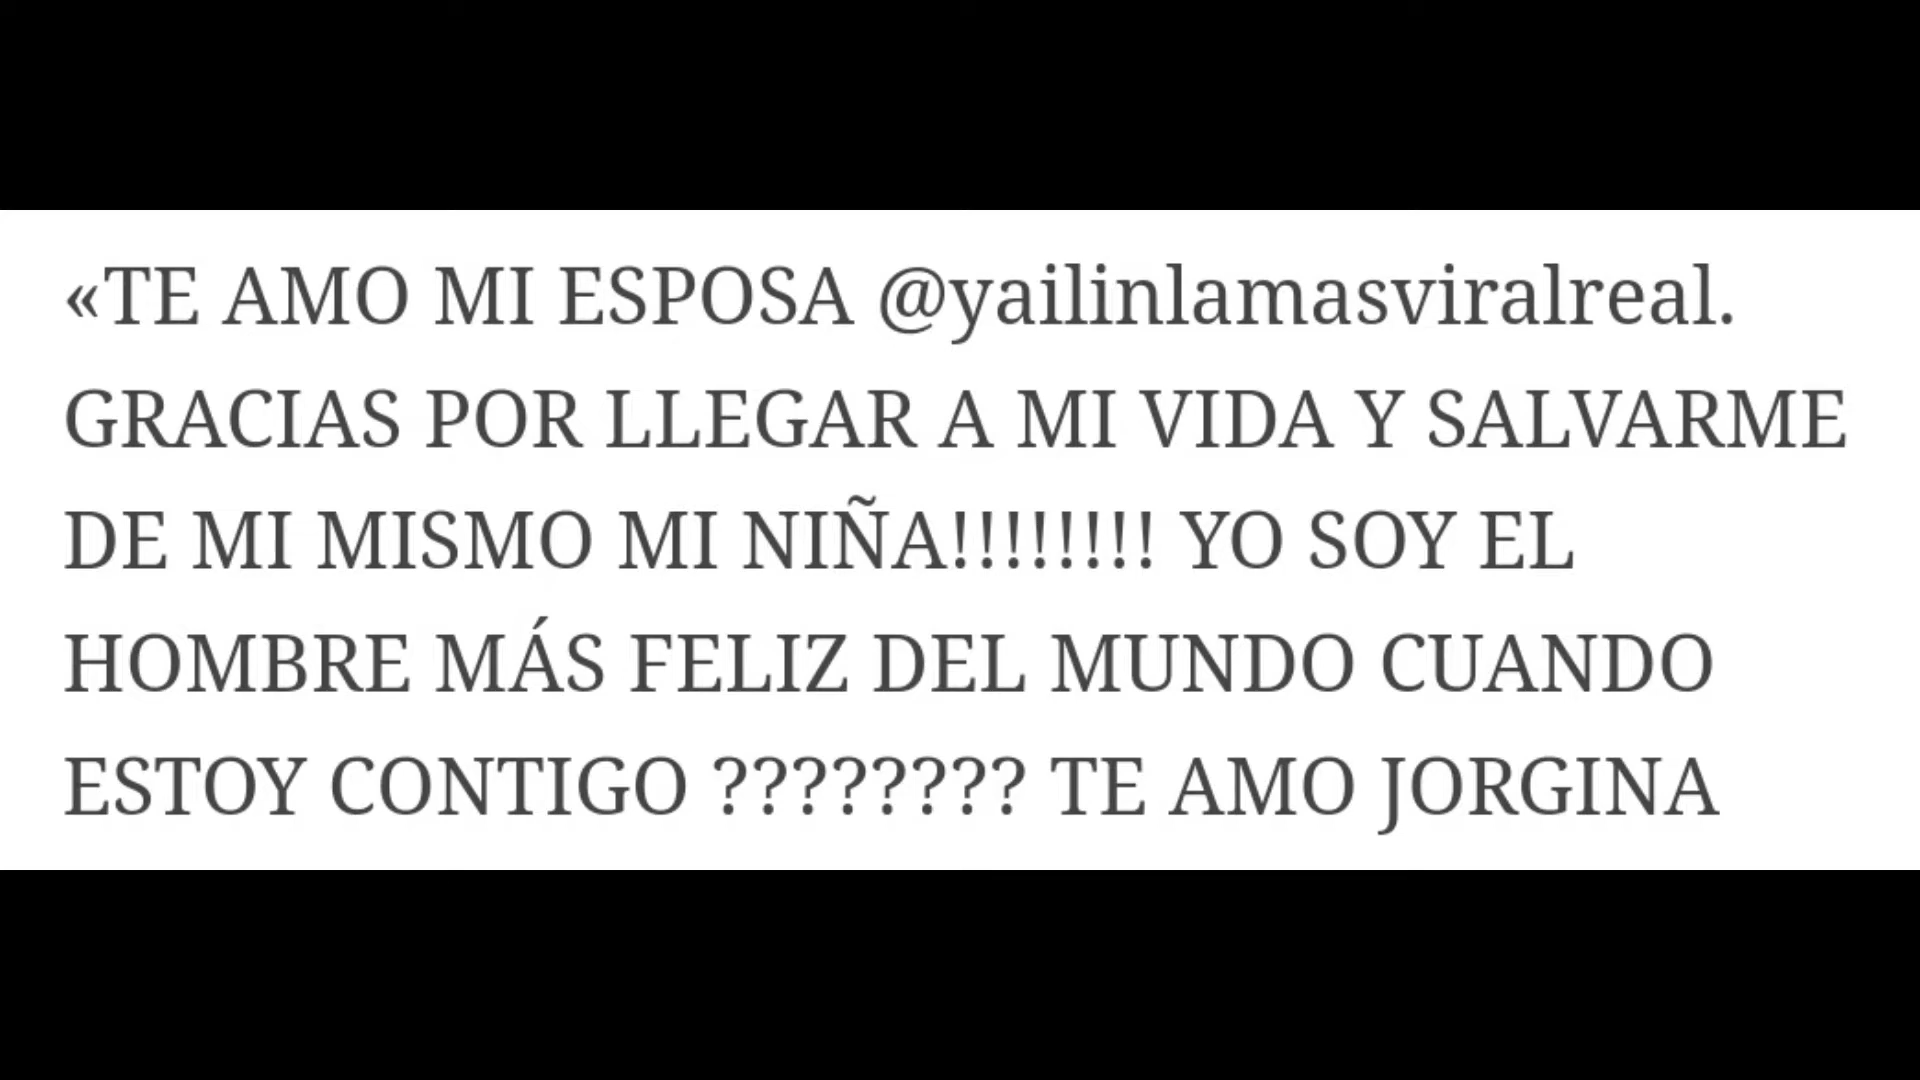 «TE AMO MI ESPOSA @yailinlamasviralreal.
GRACIAS POR LLEGAR A MI VIDA Y SALVARME
DE MI MISMO MI NIÑA!!!!!!!! YO SOY EL
HOMBRE MÁS FELIZ DEL MUNDO CUANDO
ESTOY CONTIGO ???????? TE AMO JORGINA